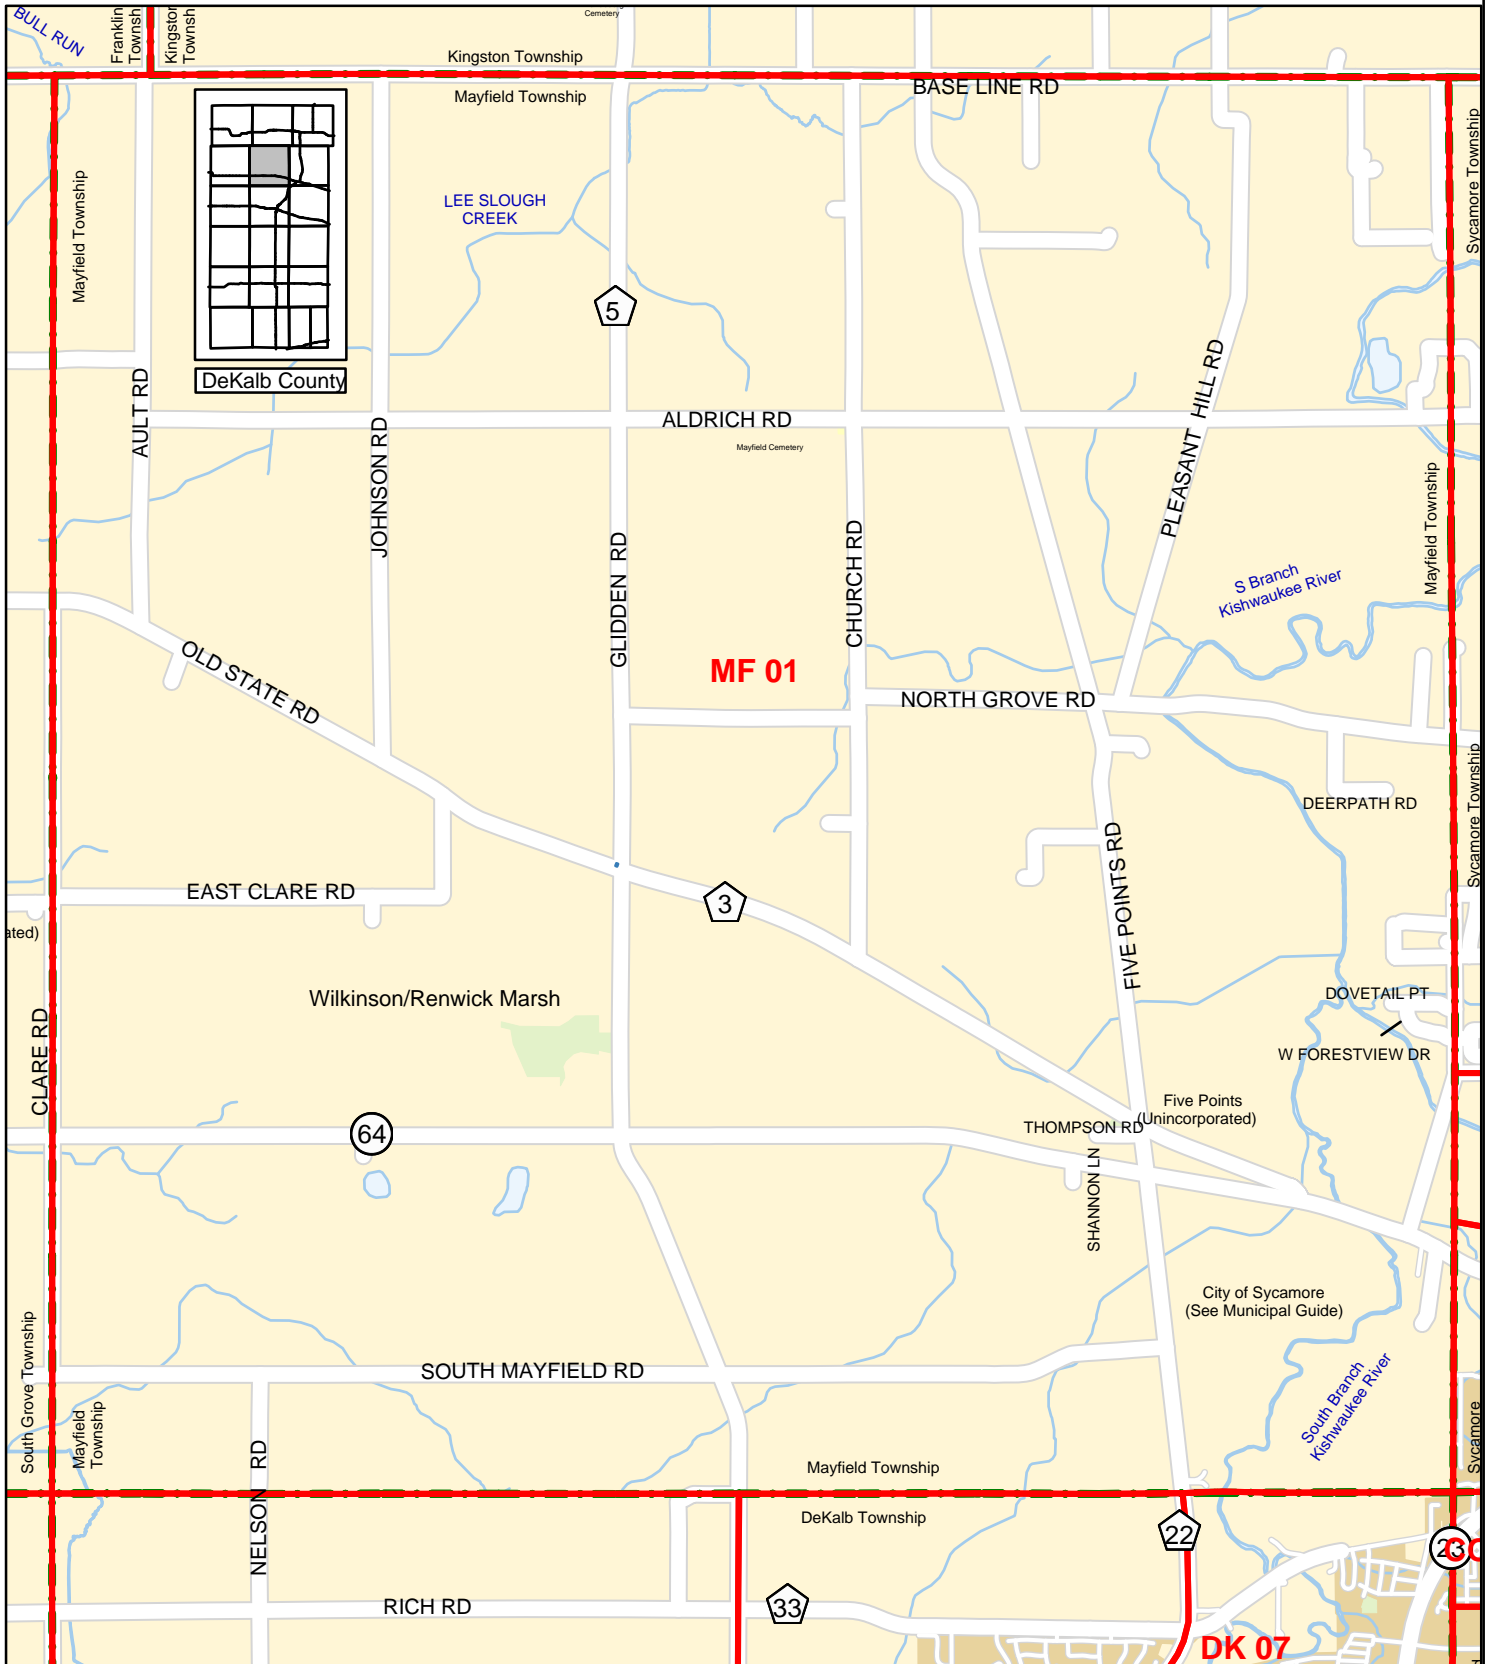 Cemetery
BULL RUN
Franklin
Townsh
Kingston
Townsh
Kingston Township
Mayfield Township
BASE LINE RD
Sycamore Township
Mayfield Township
LEE SLOUGH
CREEK
5
DeKalb County
AULT RD
JOHNSON RD
ALDRICH RD
Mayfield Cemetery
PLEASANT HILL RD
GLIDDEN RD
CHURCH RD
Mayfield Township
S Branch
Kishwaukee River
OLD STATE RD
MF 01
NORTH GROVE RD
Sycamore Township
DEERPATH RD
FIVE POINTS RD
EAST CLARE RD
3
ated)
Wilkinson/Renwick Marsh
DOVETAIL PT
CLARE RD
W FORESTVIEW DR
Five Points
(Unincorporated)
THOMPSON RD
64
SHANNON LN
City of Sycamore
(See Municipal Guide)
South Grove Township
Mayfield
Township
SOUTH MAYFIELD RD
South Branch
Kishwaukee River
Sycamore
NELSON RD
Mayfield Township
DeKalb Township
22
23
CO
RICH RD
33
DK 07